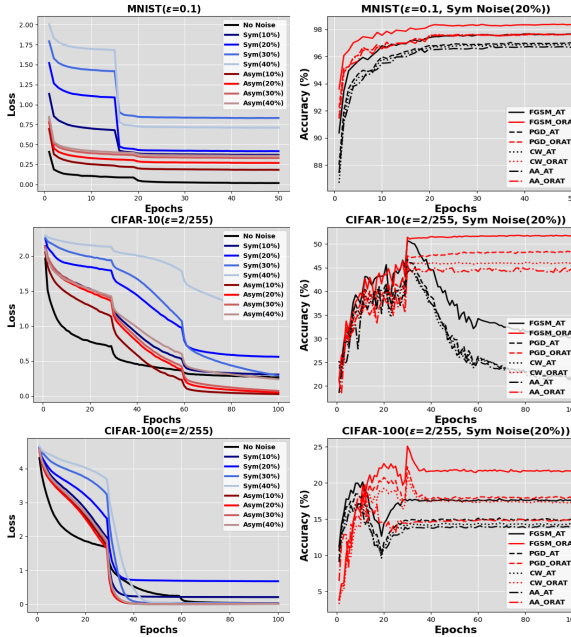 MNIST(ε=0.1)
Loss
2.00
1.75
1.50
1.25
1.00
0.75
0.50
0.25
0.00
0 10 20 30 40 50
Epochs
No Noise
Sym(10%)
Sym(20%)
Sym(30%)
Sym(40%)
Asym(10%)
Asym(20%)
Asym(30%)
Asym(40%)
MNIST(ε=0.1, Sym Noise(20%))
Accuracy (%)
98
96
94
92
90
88
0 10 20 30 40 50
Epochs
FGSM_AT
FGSM_ORAT
PGD_AT
PGD_ORAT
CW_AT
CW_ORAT
AA_AT
AA_ORAT
CIFAR-10(ε=2/255)
Loss
2.0
1.5
1.0
0.5
0.0
0 20 40 60 80 100
Epochs
No Noise
Sym(10%)
Sym(20%)
Sym(30%)
Sym(40%)
Asym(10%)
Asym(20%)
Asym(30%)
Asym(40%)
CIFAR-10(ε=2/255, Sym Noise(20%))
Accuracy (%)
50
45
40
35
30
25
20
0 20 40 60 80 100
Epochs
FGSM_AT
FGSM_ORAT
PGD_AT
PGD_ORAT
CW_AT
CW_ORAT
AA_AT
AA_ORAT
CIFAR-100(ε=2/255)
Loss
4
3
2
1
0
0 20 40 60 80 100
Epochs
No Noise
Sym(10%)
Sym(20%)
Sym(30%)
Sym(40%)
Asym(10%)
Asym(20%)
Asym(30%)
Asym(40%)
CIFAR-100(ε=2/255, Sym Noise(20%))
Accuracy (%)
25
20
15
10
5
0 20 40 60 80 100
Epochs
FGSM_AT
FGSM_ORAT
PGD_AT
PGD_ORAT
CW_AT
CW_ORAT
AA_AT
AA_ORAT